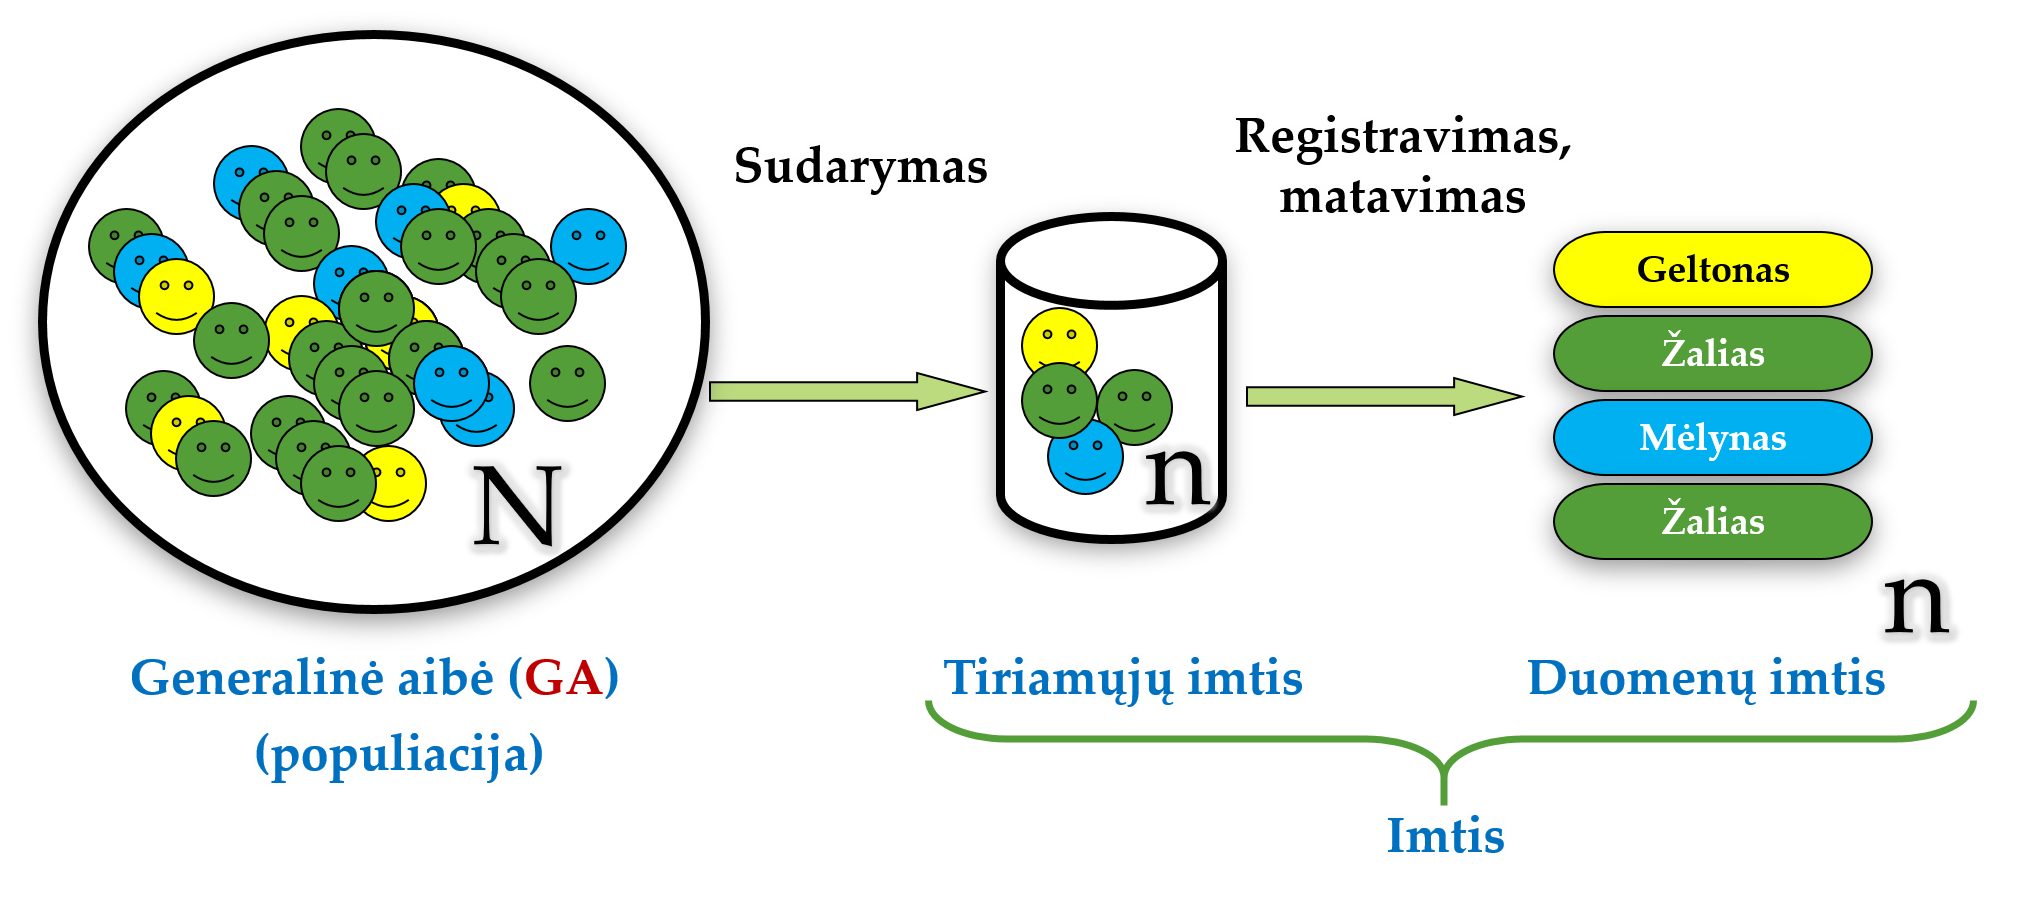 Sudarymas
Registravimas,
matavimas
Geltonas
Žalias
Mėlynas
Žalias
N
n
n
Generalinė aibė (GA)
(populiacija)
Tiriamųjų imtis
Duomenų imtis
Imtis